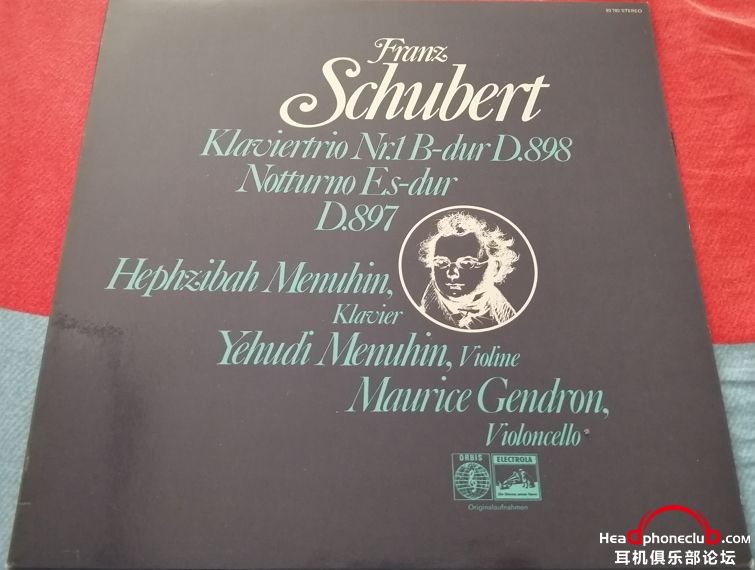 STEREO
Franz
Schubert
Klaviertrio Nr.1 B-dur D.898
Notturno Es-dur
D.897
Hephzibah Menuhin,
Klavier
Yehudi Menuhin, Violine
Maurice Gendron,
Violoncello
ORBIS
ELECTROLA
Originalaufnahmen
Headphoneclub.com
耳机俱乐部论坛